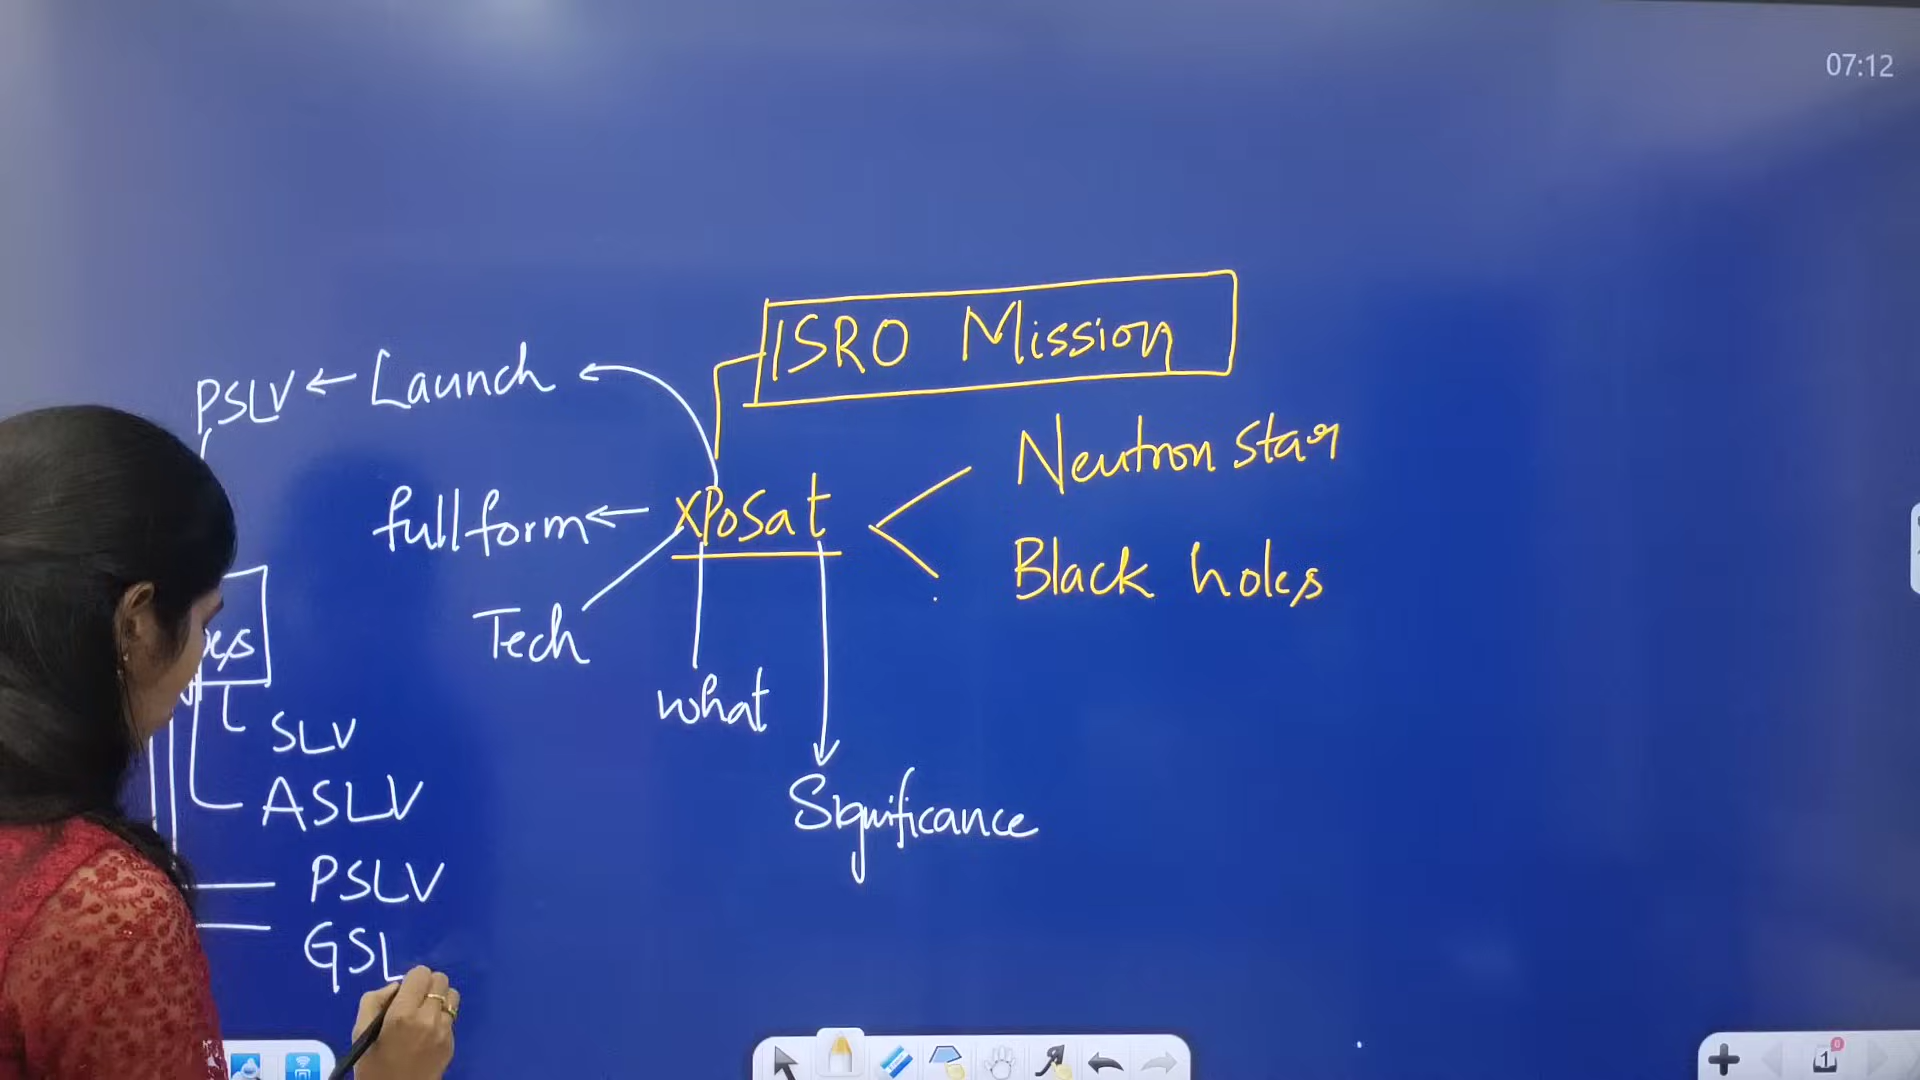 07:12
ISRO Mission
PSLV ← Launch
Neutron Star
full form ← XPoSat
Black holes
Tech
what
SLV
Significance
ASLV
PSLV
GSL
1